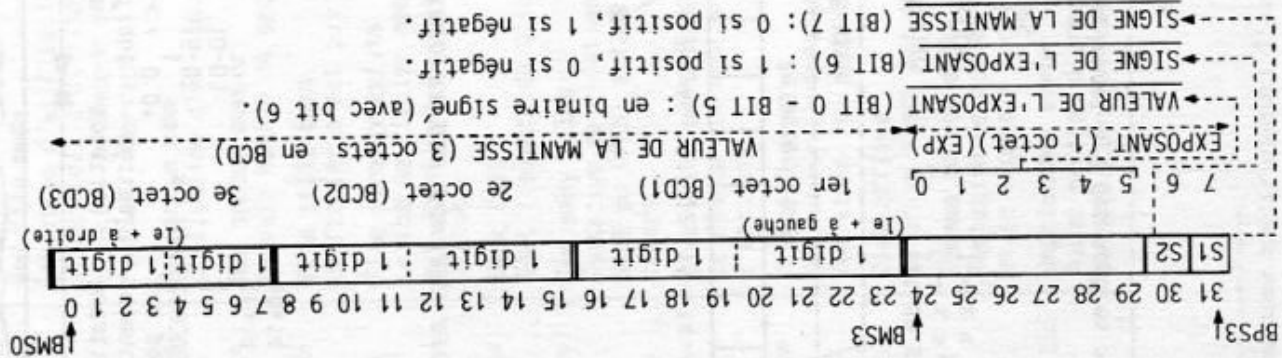 BPS3 BMS3 BMS0
31 30 29 28 27 26 25 24 23 22 21 20 19 18 17 16 15 14 13 12 11 10 9 8 7 6 5 4 3 2 1 0
S1 S2 1 digit 1 digit 1 digit 1 digit 1 digit 1 digit
(le + à gauche) (le + à droite)
7 6 5 4 3 2 1 0 1er octet (BCD1) 2e octet (BCD2) 3e octet (BCD3)
EXPOSANT (1 octet)(EXP) VALEUR DE LA MANTISSE (3 octets en BCD)
VALEUR DE L'EXPOSANT (BIT 0 - BIT 5) : en binaire signé (avec bit 6).
SIGNE DE L'EXPOSANT (BIT 6) : 1 si positif, 0 si négatif.
SIGNE DE LA MANTISSE (BIT 7): 0 si positif, 1 si négatif.